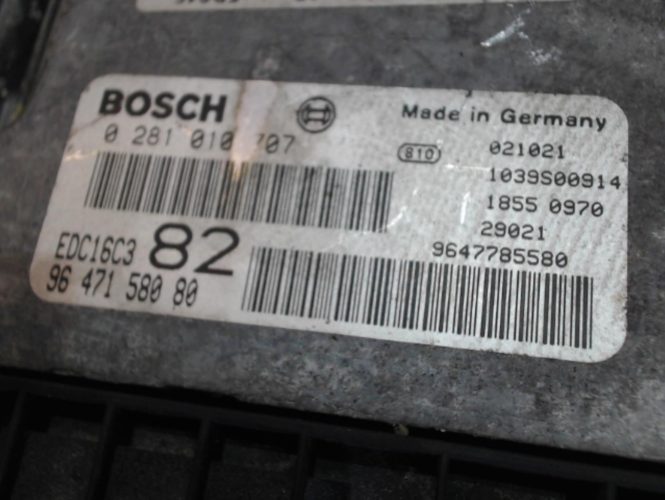 BOSCH
0 281 010 707
Made in Germany
810
021021
1039S00914
1855 0970
29021
9647785580
EDC16C3 82
96 471 580 80